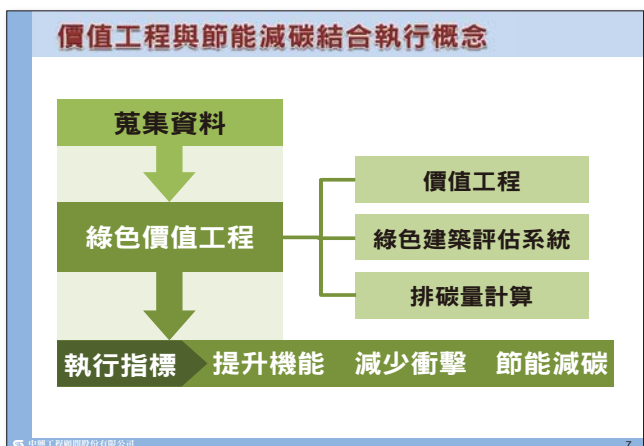 價值工程與節能減碳結合執行概念
蒐集資料
綠色價值工程
價值工程
綠色建築評估系統
排碳量計算
執行指標 提升機能 減少衝擊 節能減碳
中興工程顧問股份有限公司 7